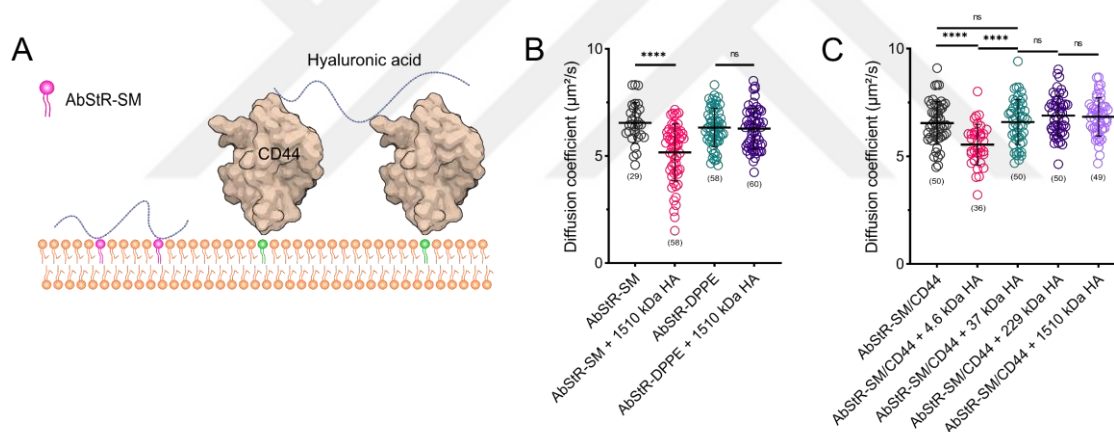 A
AbStR-SM
Hyaluronic acid
CD44
B
Diffusion coefficient (μm²/s)
10
5
0
****
ns
(29)
(58)
(58)
(60)
AbStR-SM
AbStR-SM + 1510 kDa HA
AbStR-DPPE
AbStR-DPPE + 1510 kDa HA
C
Diffusion coefficient (μm²/s)
10
5
0
ns
**** ****
ns
ns
(50)
(36)
(50)
(50)
(49)
AbStR-SM/CD44
AbStR-SM/CD44 + 4.6 kDa HA
AbStR-SM/CD44 + 37 kDa HA
AbStR-SM/CD44 + 229 kDa HA
AbStR-SM/CD44 + 1510 kDa HA